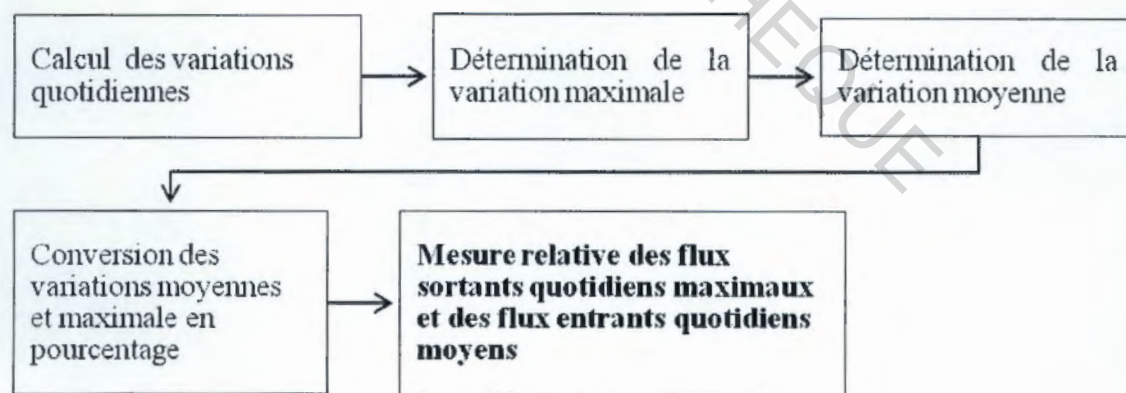 Calcul des variations
quotidiennes
Détermination de la
variation maximale
Détermination de la
variation moyenne
Conversion des
variations moyennes
et maximale en
pourcentage
Mesure relative des flux
sortants quotidiens maximaux
et des flux entrants quotidiens
moyens